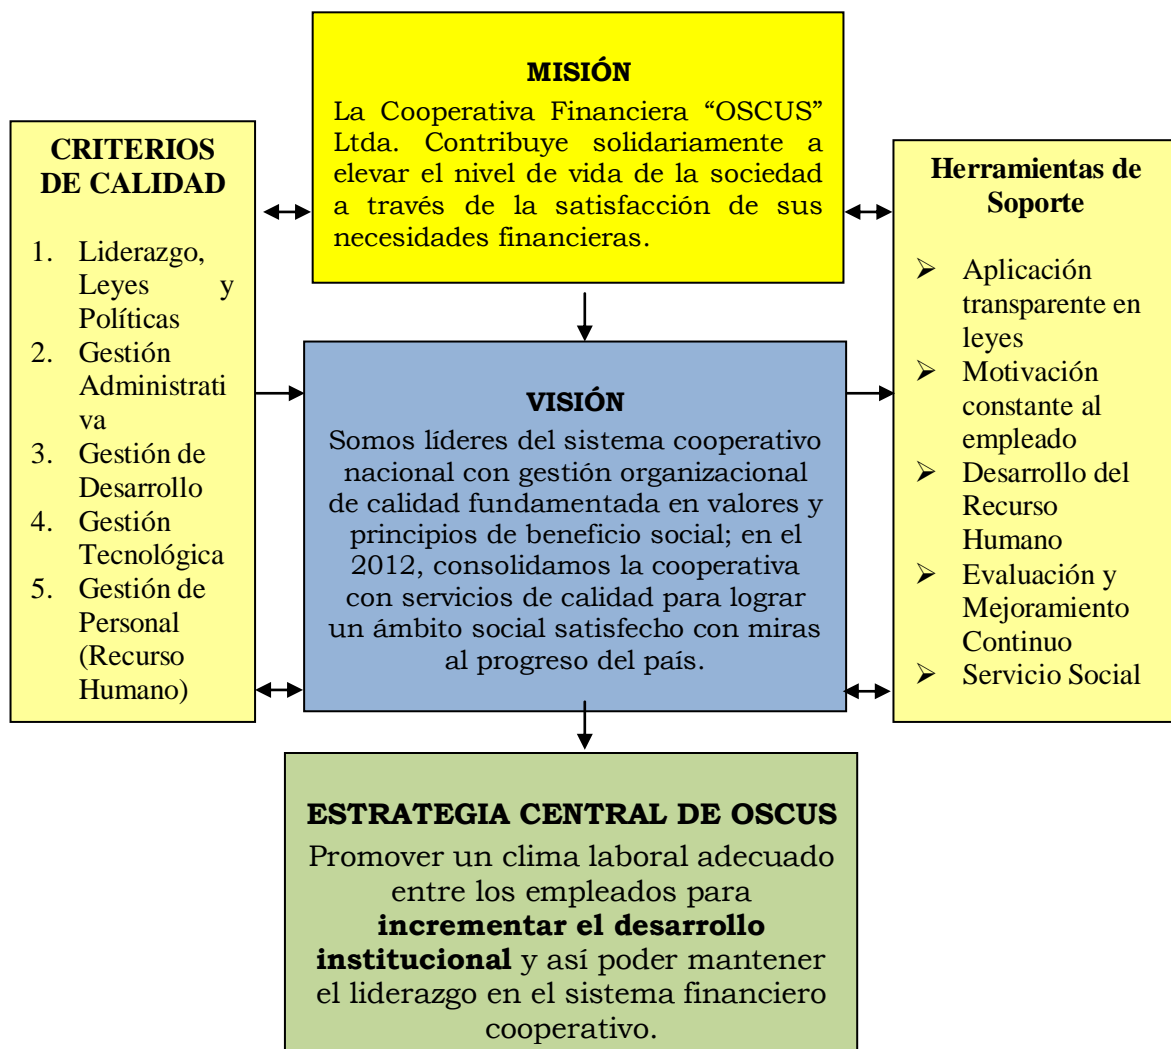 MISIÓN
La Cooperativa Financiera “OSCUS”
Ltda. Contribuye solidariamente a
elevar el nivel de vida de la sociedad
a través de la satisfacción de sus
necesidades financieras.
CRITERIOS
DE CALIDAD
1. Liderazgo,
Leyes y
Políticas
2. Gestión
Administrati
va
3. Gestión de
Desarrollo
4. Gestión
Tecnológica
5. Gestión de
Personal
(Recurso
Humano)
VISIÓN
Somos líderes del sistema cooperativo
nacional con gestión organizacional
de calidad fundamentada en valores y
principios de beneficio social; en el
2012, consolidamos la cooperativa
con servicios de calidad para lograr
un ámbito social satisfecho con miras
al progreso del país.
Herramientas de
Soporte
➢ Aplicación
transparente en
leyes
➢ Motivación
constante al
empleado
➢ Desarrollo del
Recurso
Humano
➢ Evaluación y
Mejoramiento
Continuo
➢ Servicio Social
ESTRATEGIA CENTRAL DE OSCUS
Promover un clima laboral adecuado
entre los empleados para
incrementar el desarrollo
institucional y así poder mantener
el liderazgo en el sistema financiero
cooperativo.